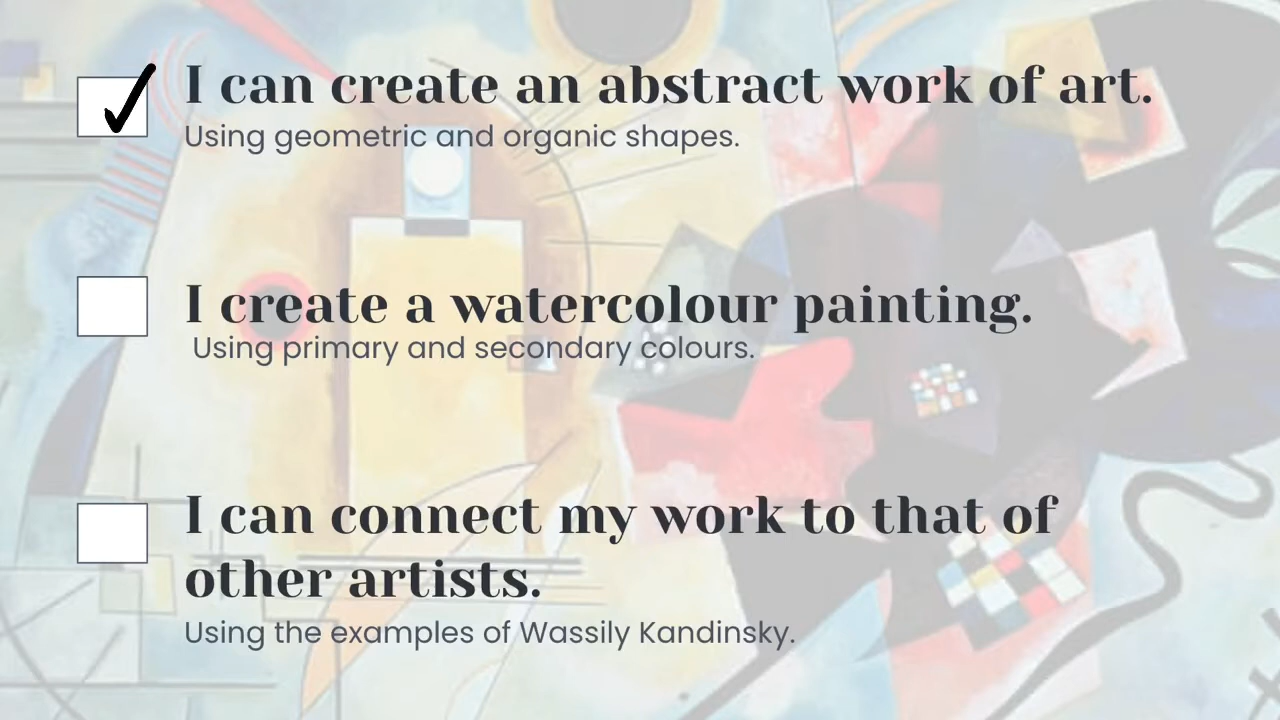 I can create an abstract work of art.
Using geometric and organic shapes.
I create a watercolour painting.
Using primary and secondary colours.
I can connect my work to that of
other artists.
Using the examples of Wassily Kandinsky.